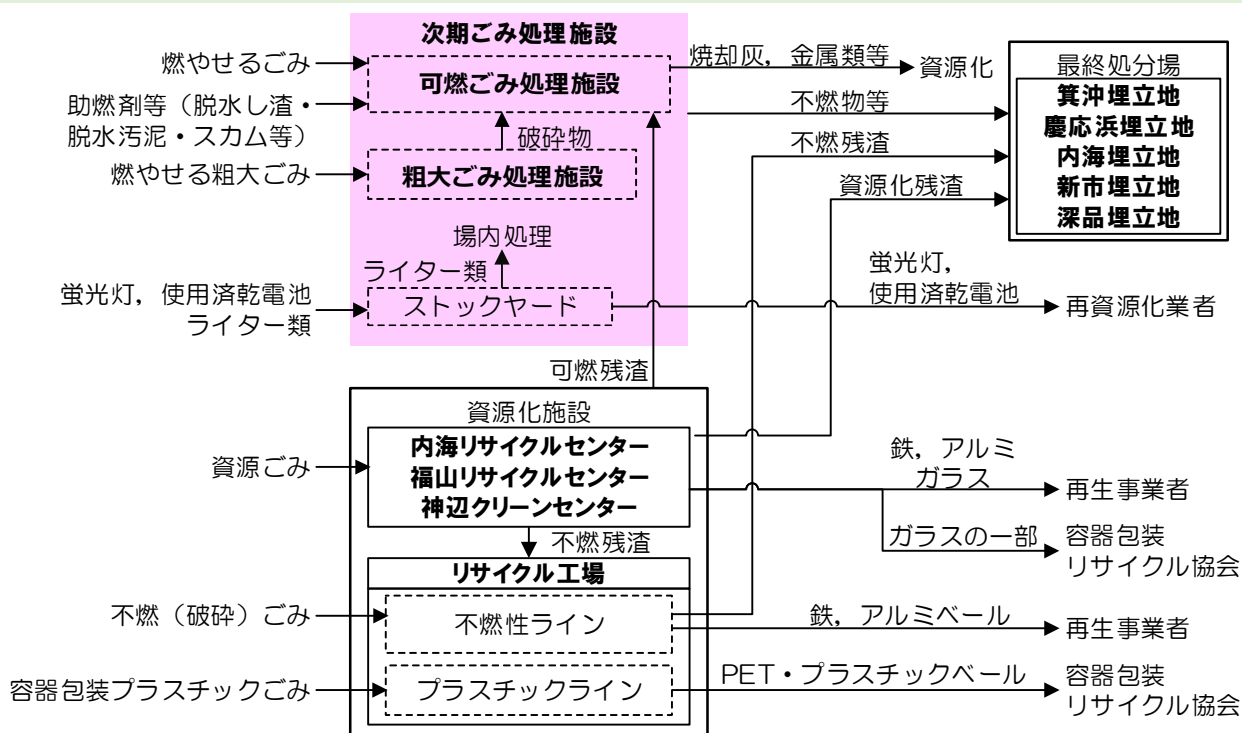 次期ごみ処理施設
燃やせるごみ
可燃ごみ処理施設
焼却灰，金属類等
資源化
助燃剤等（脱水し渣・
脱水汚泥・スカム等）
破砕物
不燃物等
燃やせる粗大ごみ
粗大ごみ処理施設
不燃残渣
資源化残渣
最終処分場
箕沖埋立地
慶応浜埋立地
内海埋立地
新市埋立地
深品埋立地
場内処理
ライター類
蛍光灯，使用済乾電池
ライター類
ストックヤード
蛍光灯，
使用済乾電池
再資源化業者
可燃残渣
資源化施設
資源ごみ
内海リサイクルセンター
福山リサイクルセンター
神辺クリーンセンター
鉄，アルミ
ガラス
再生事業者
ガラスの一部
容器包装
リサイクル協会
不燃残渣
リサイクル工場
不燃（破砕）ごみ
不燃性ライン
鉄，アルミベール
再生事業者
容器包装プラスチックごみ
プラスチックライン
PET・プラスチックベール
容器包装
リサイクル協会